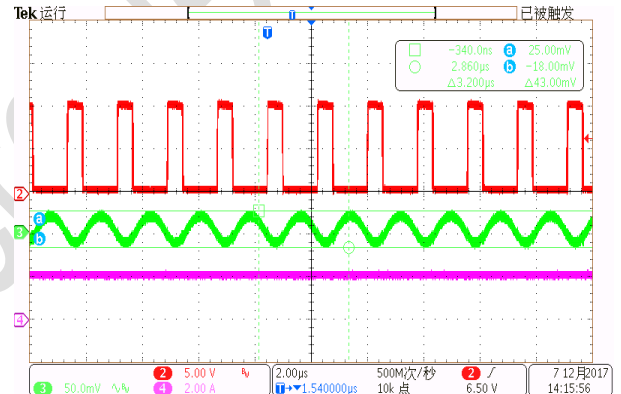 Tek 运行
已被触发
T
T
-340.0ns a 25.00mV
2.860µs b -18.00mV
△3.200µs △43.00mV
2
a
3
b
4
2 5.00 V
3 50.0mV 4 2.00 A
2.00µs
T→▼1.540000µs
500M次/秒
10k 点
2
6.50 V
7 12月2017
14:15:56